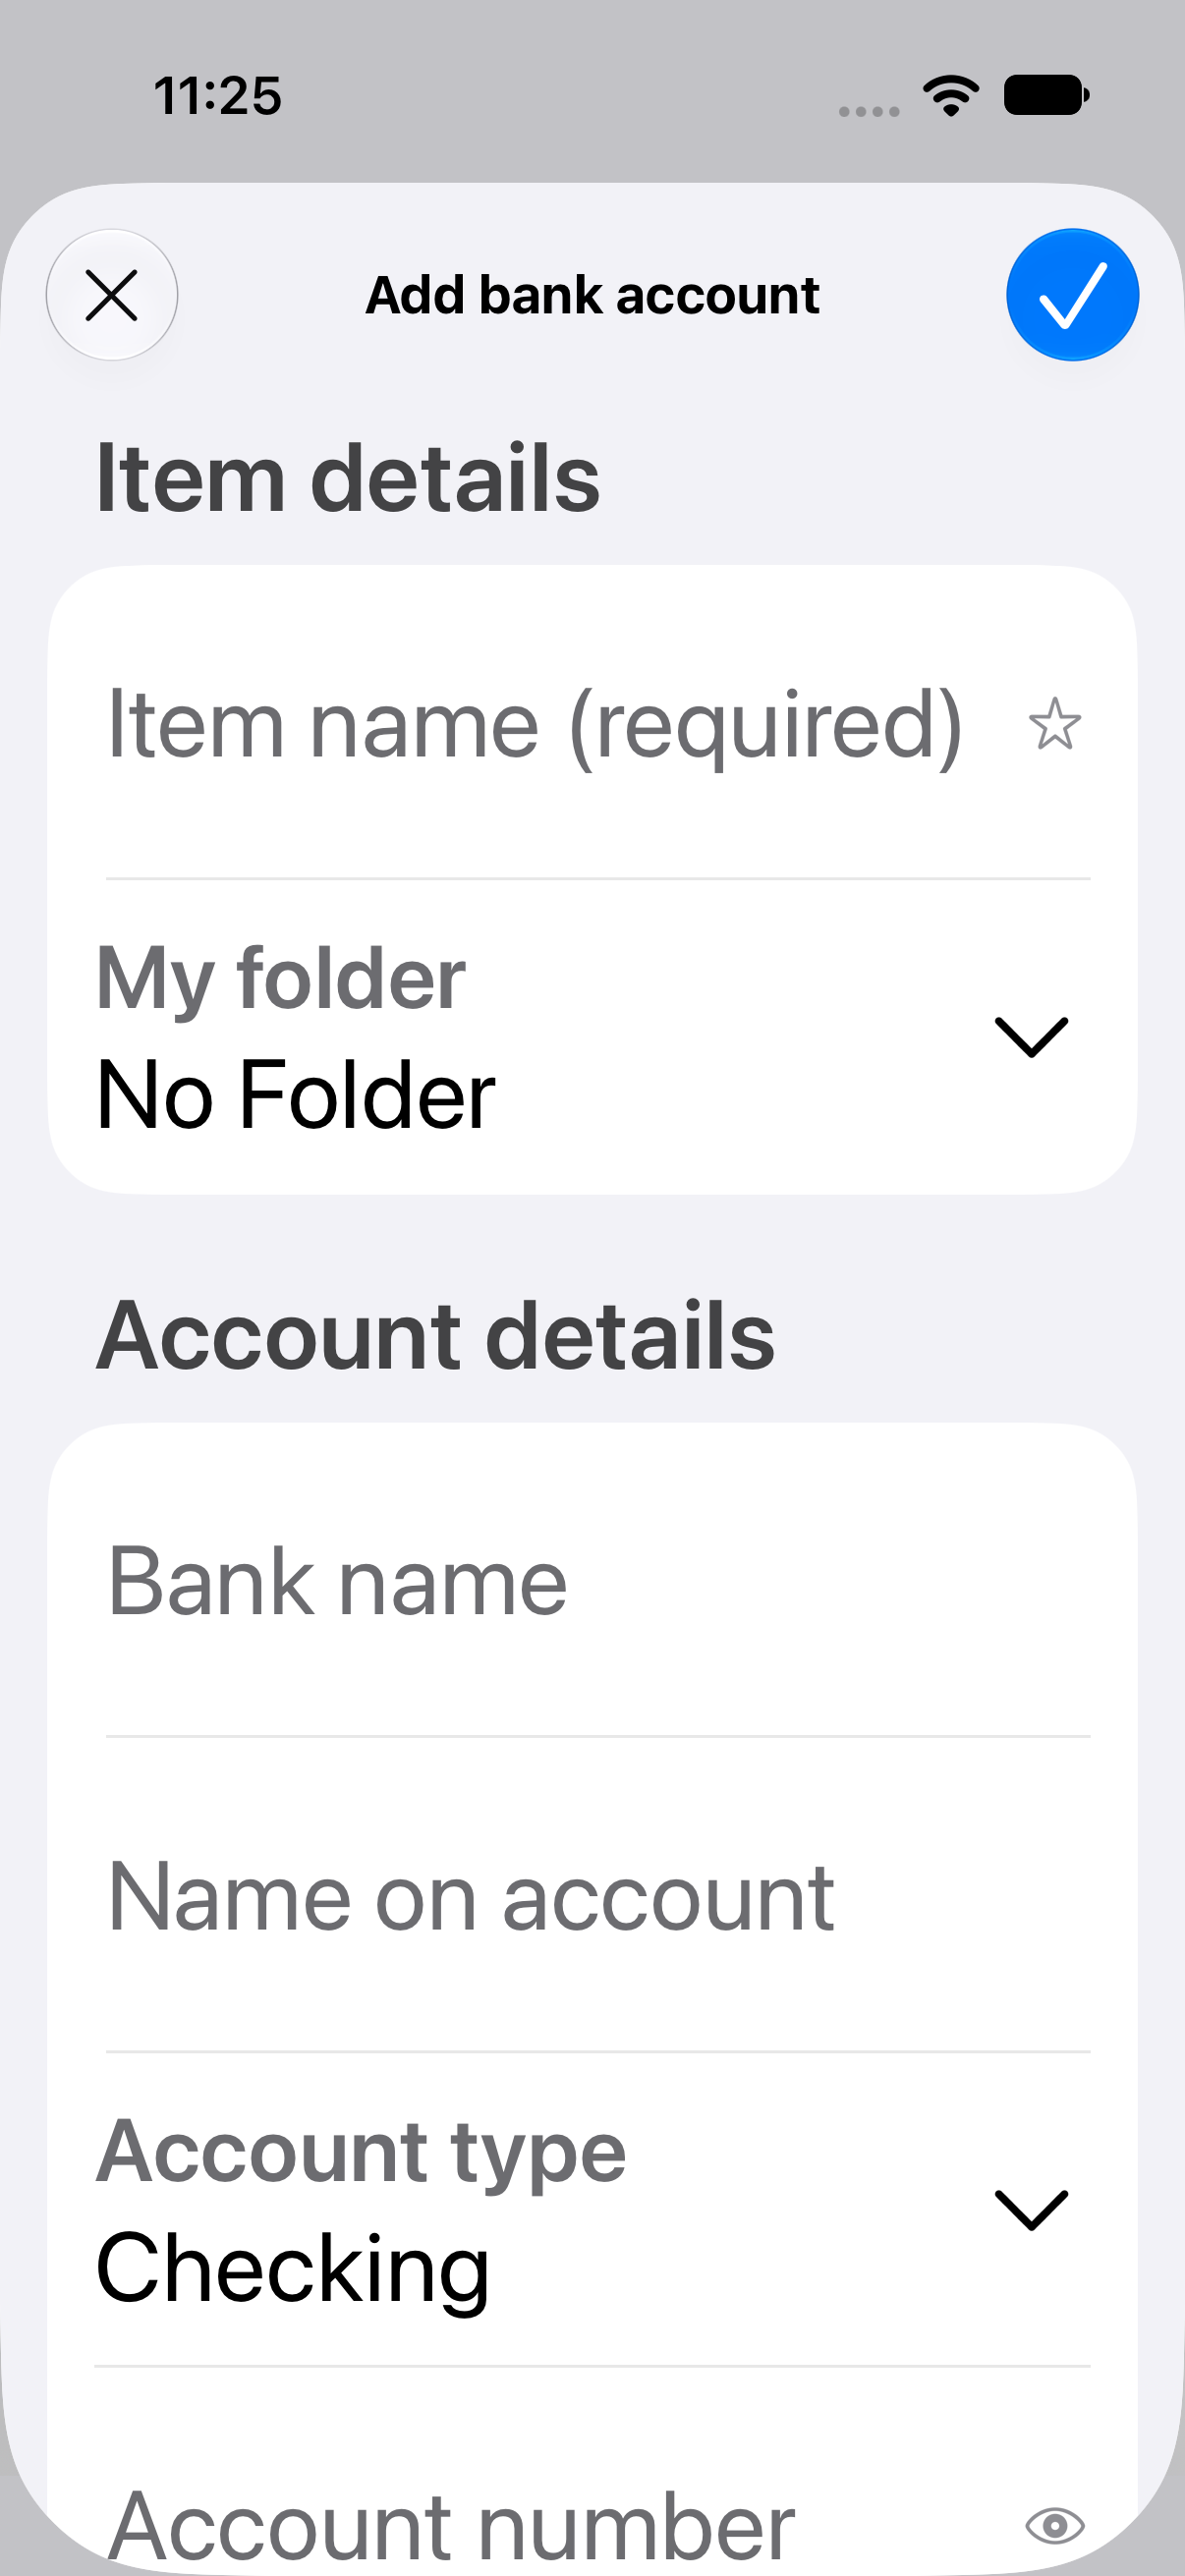 11:25
Add bank account
Item details
Item name (required)
My folder
No Folder
Account details
Bank name
Name on account
Account type
Checking
Account number